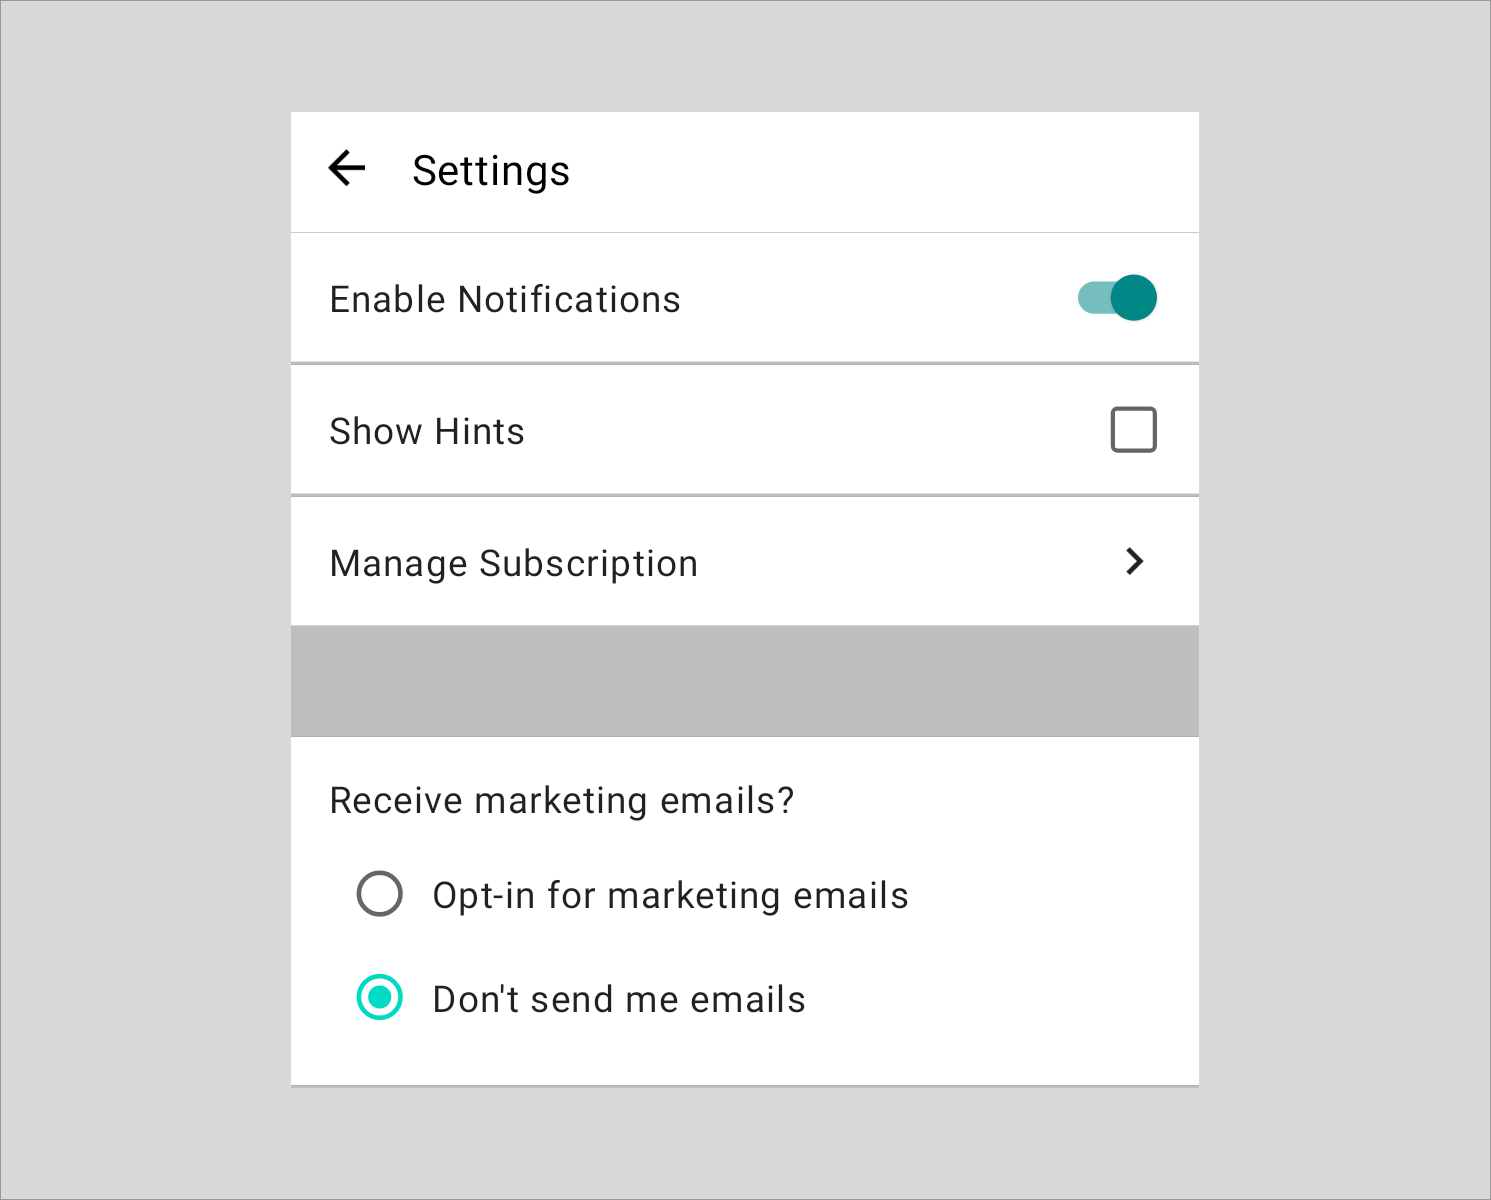 Settings
Enable Notifications
Show Hints
Manage Subscription
Receive marketing emails?
Opt-in for marketing emails
Don't send me emails